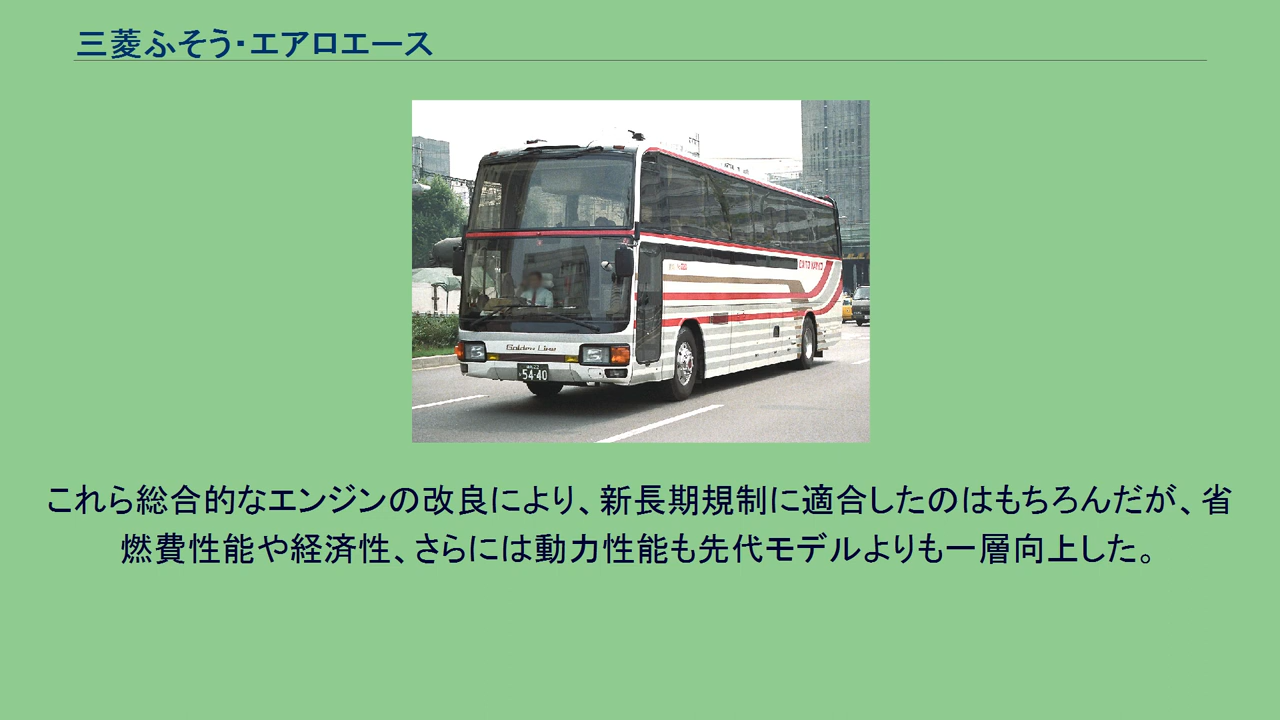 三菱ふそう・エアロエース
Golden Liner
54-40
これら総合的なエンジンの改良により、新長期規制に適合したのはもちろんだが、省
燃費性能や経済性、さらには動力性能も先代モデルよりも一層向上した。